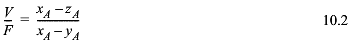 V/F = (x_A − z_A)/(x_A − y_A) 10.2